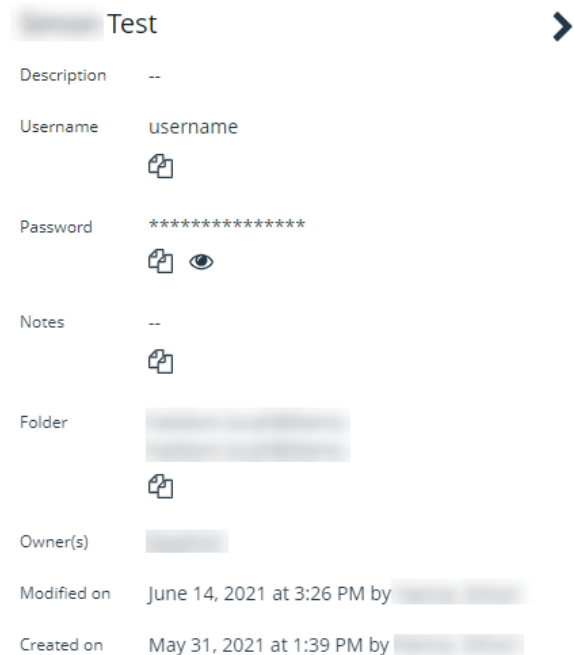 Test
Description --
Username username
Password ***************
Notes --
Folder
Owner(s)
Modified on June 14, 2021 at 3:26 PM by
Created on May 31, 2021 at 1:39 PM by